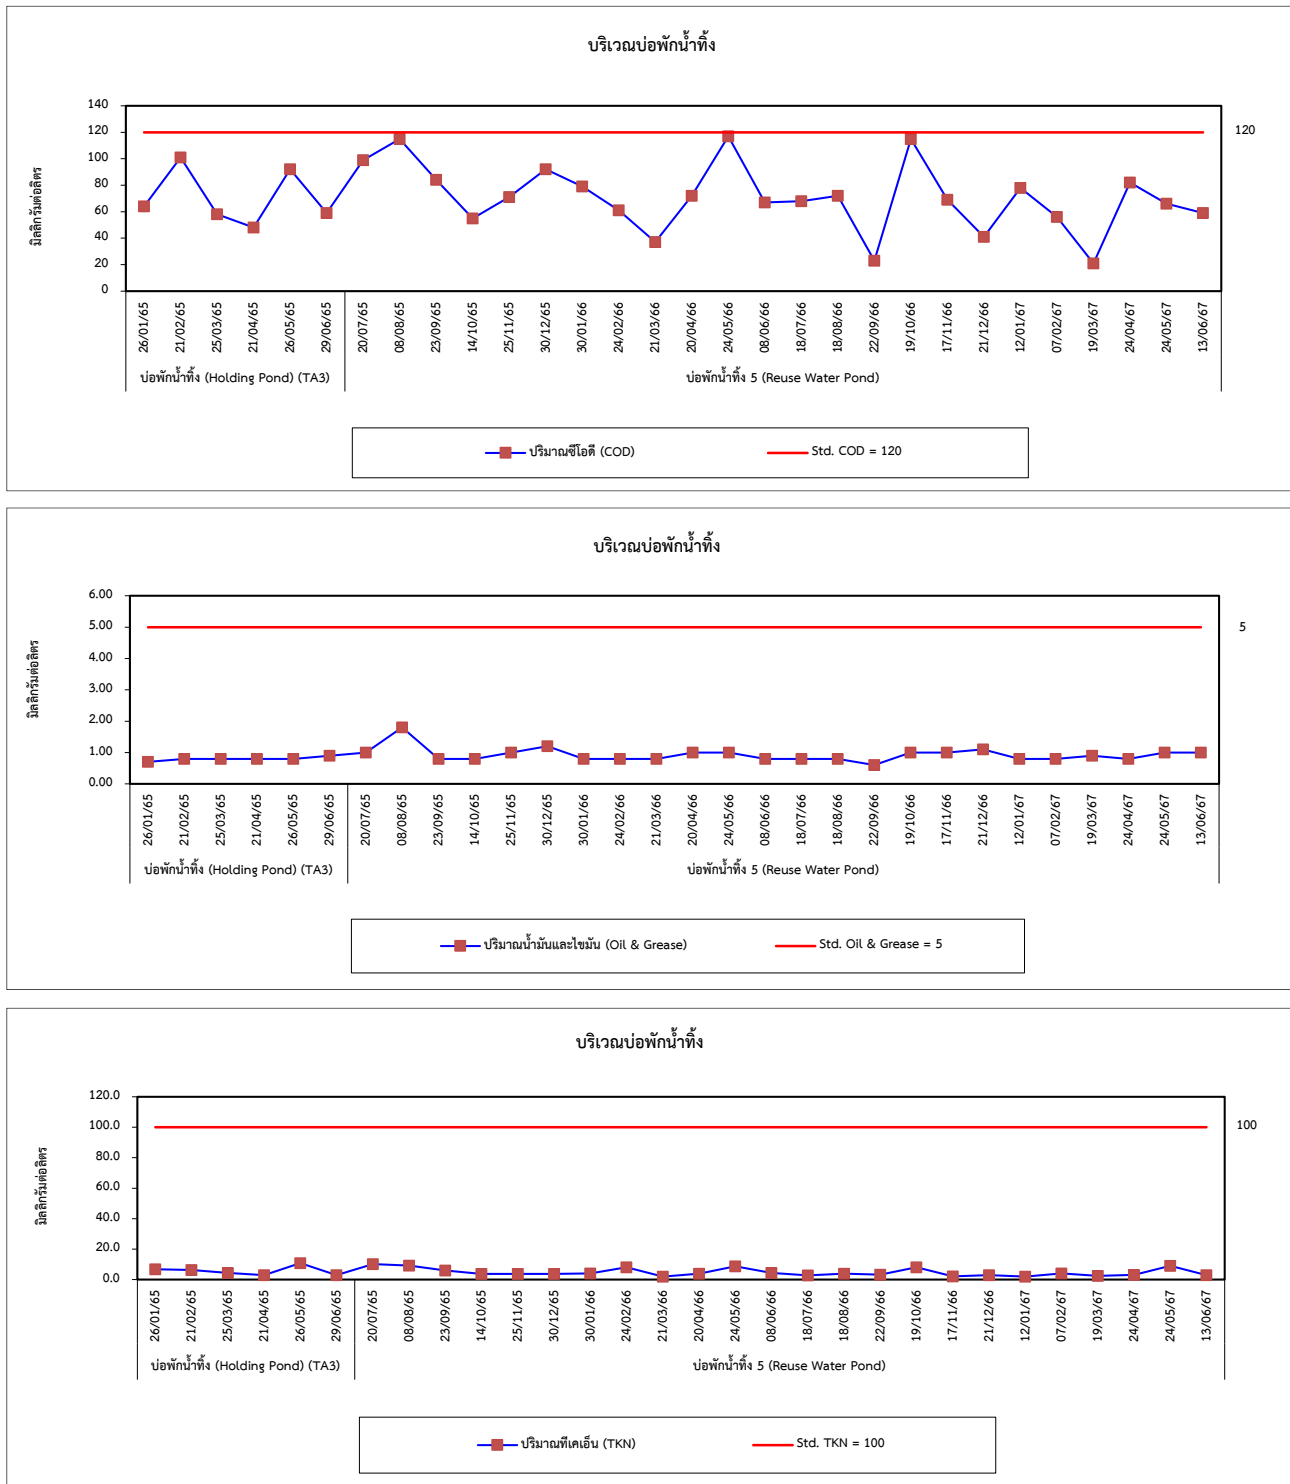 บริเวณบ่อพักน้ำทิ้ง
มิลลิกรัมต่อลิตร
140
120
100
80
60
40
20
0
120
26/01/65 21/02/65 25/03/65 21/04/65 26/05/65 29/06/65 20/07/65 08/08/65 23/09/65 14/10/65 25/11/65 30/12/65 30/01/66 24/02/66 21/03/66 20/04/66 24/05/66 08/06/66 18/07/66 18/08/66 22/09/66 19/10/66 17/11/66 21/12/66 12/01/67 07/02/67 19/03/67 24/04/67 24/05/67 13/06/67
บ่อพักน้ำทิ้ง (Holding Pond) (TA3) บ่อพักน้ำทิ้ง 5 (Reuse Water Pond)
ปริมาณซีโอดี (COD) Std. COD = 120
บริเวณบ่อพักน้ำทิ้ง
มิลลิกรัมต่อลิตร
6.00
5.00
4.00
3.00
2.00
1.00
0.00
5
26/01/65 21/02/65 25/03/65 21/04/65 26/05/65 29/06/65 20/07/65 08/08/65 23/09/65 14/10/65 25/11/65 30/12/65 30/01/66 24/02/66 21/03/66 20/04/66 24/05/66 08/06/66 18/07/66 18/08/66 22/09/66 19/10/66 17/11/66 21/12/66 12/01/67 07/02/67 19/03/67 24/04/67 24/05/67 13/06/67
บ่อพักน้ำทิ้ง (Holding Pond) (TA3) บ่อพักน้ำทิ้ง 5 (Reuse Water Pond)
ปริมาณน้ำมันและไขมัน (Oil & Grease) Std. Oil & Grease = 5
บริเวณบ่อพักน้ำทิ้ง
มิลลิกรัมต่อลิตร
120.0
100.0
80.0
60.0
40.0
20.0
0.0
100
26/01/65 21/02/65 25/03/65 21/04/65 26/05/65 29/06/65 20/07/65 08/08/65 23/09/65 14/10/65 25/11/65 30/12/65 30/01/66 24/02/66 21/03/66 20/04/66 24/05/66 08/06/66 18/07/66 18/08/66 22/09/66 19/10/66 17/11/66 21/12/66 12/01/67 07/02/67 19/03/67 24/04/67 24/05/67 13/06/67
บ่อพักน้ำทิ้ง (Holding Pond) (TA3) บ่อพักน้ำทิ้ง 5 (Reuse Water Pond)
ปริมาณทีเคเอ็น (TKN) Std. TKN = 100